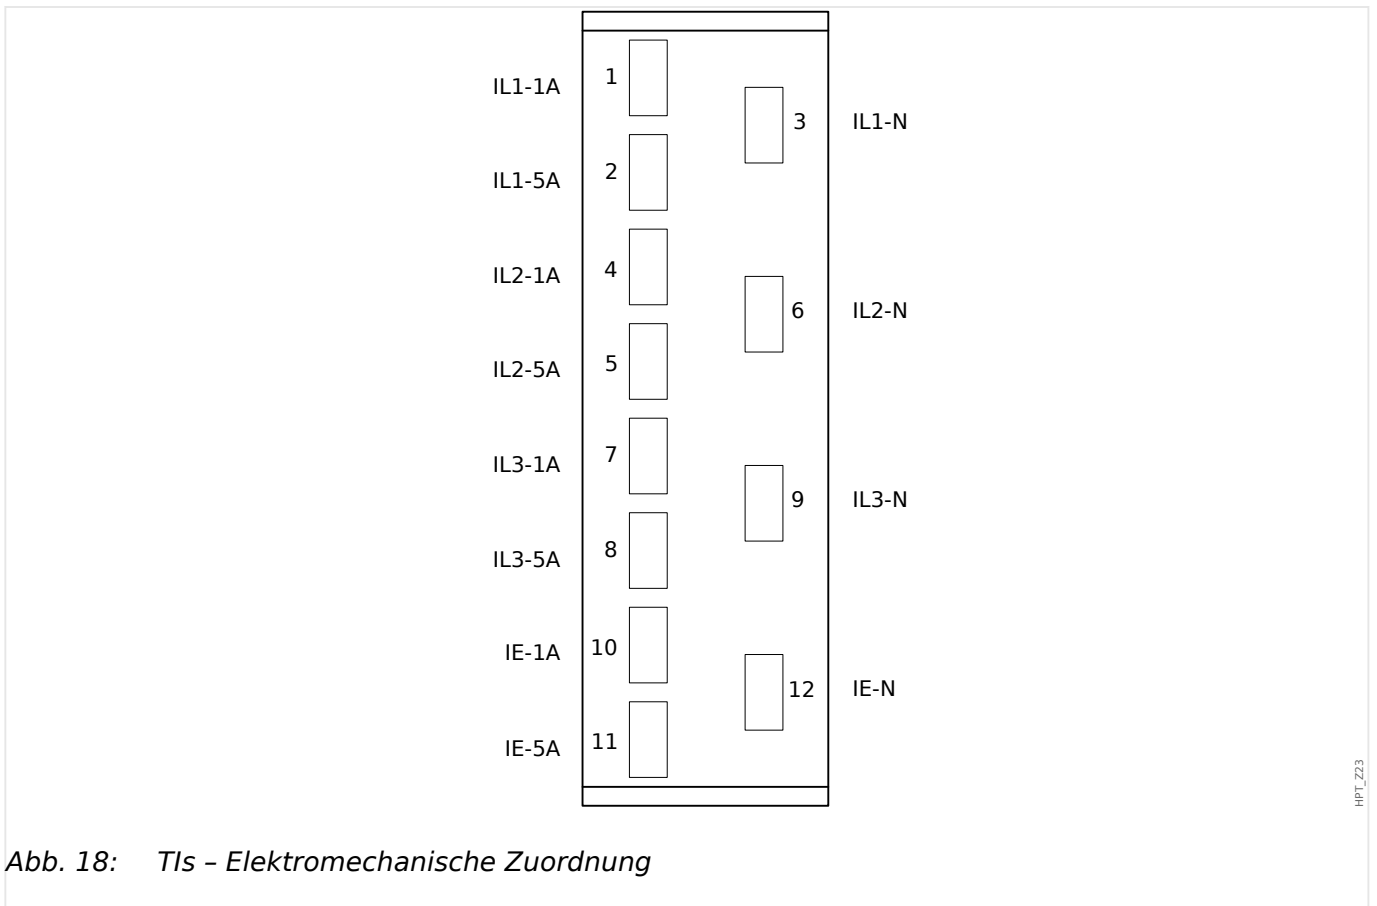 IL1-1A 1
3 IL1-N
IL1-5A 2
IL2-1A 4
6 IL2-N
IL2-5A 5
IL3-1A 7
9 IL3-N
IL3-5A 8
IE-1A 10
12 IE-N
IE-5A 11
HPT_Z23
Abb. 18: TIs – Elektromechanische Zuordnung